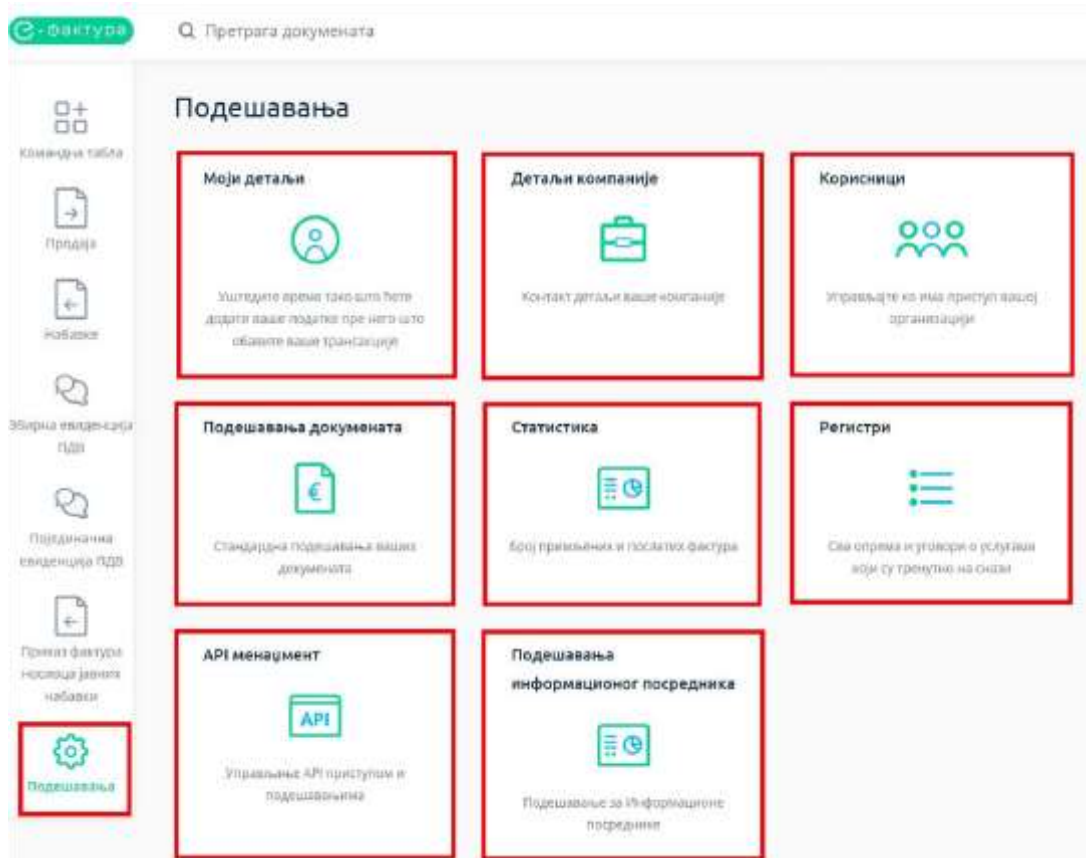 е-фактура
Претрага докумената
Командна табла
Продаја
Набавке
Збирна евиденција
ПДВ
Појединачна
евиденција ПДВ
Приказ фактура
носиоца јавних
набавки
Подешавања
Подешавања
Моји детаљи
Уштедите време тако што ћете
додати ваше податке пре него што
обавите ваше трансакције
Детаљи компаније
Контакт детаљи ваше компаније
Корисници
Управљајте ко има приступ вашој
организацији
Подешавања докумената
€
Стандардна подешавања ваших
докумената
Статистика
Број примљених и послатих фактура
Регистри
Сва опрема и уговори о услугама
који су тренутно на снази
API менаџмент
API
Управљање API приступом и
подешавањима
Подешавања
информационог посредника
Подешавање за Информационе
посреднике